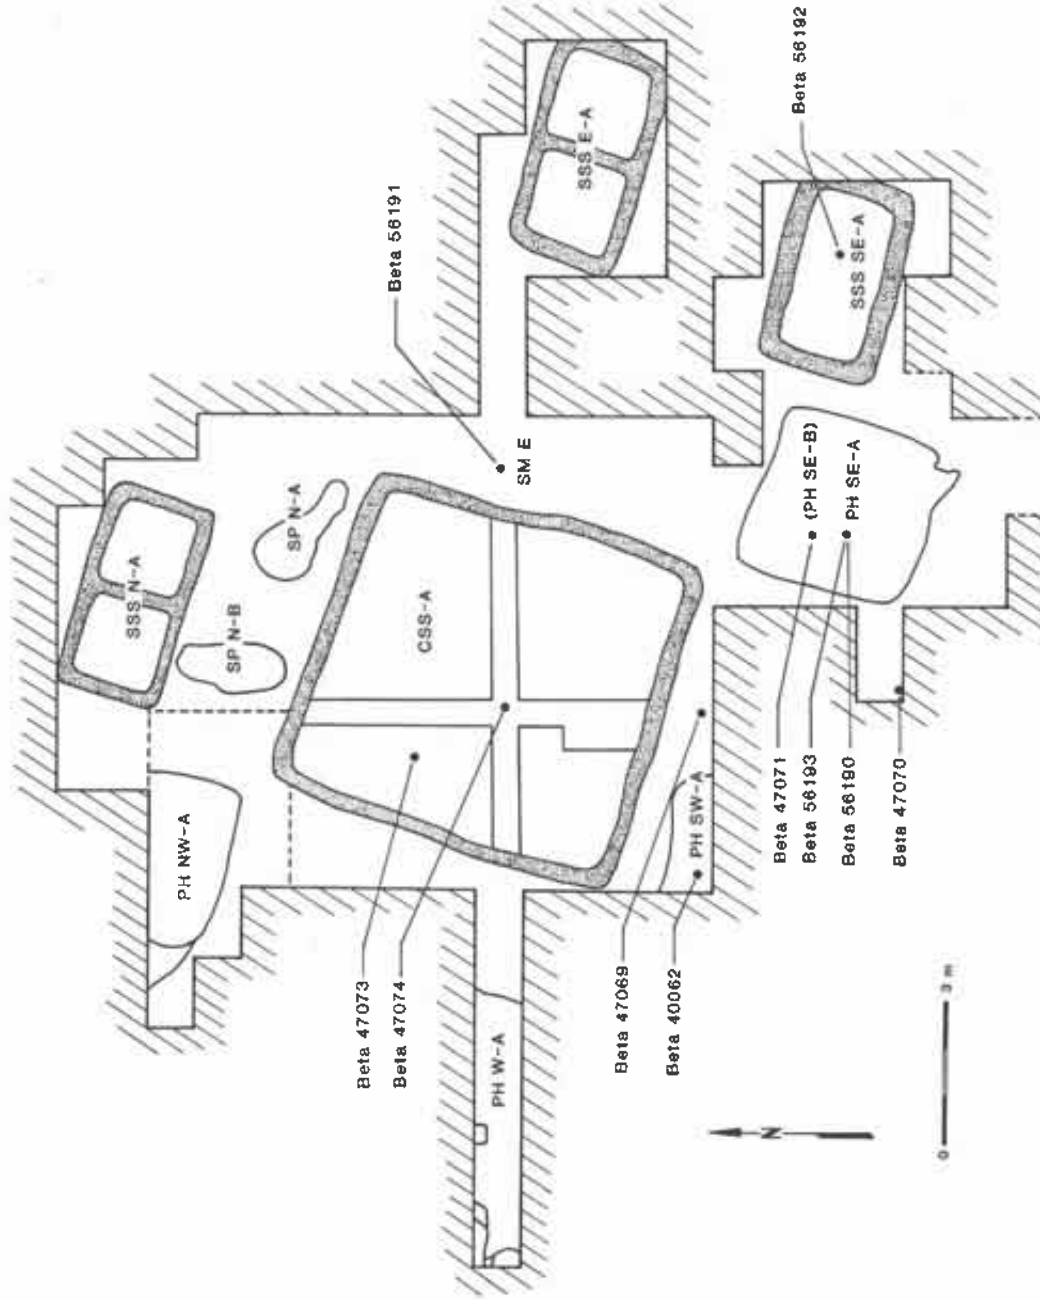 Beta 56192
SSS E-A
Beta 56191
SSS SE-A
SM E
SP N-A
(PH SE-B)
PH SE-A
SSS N-A
SP N-B
CSS-A
PH NW-A
PH SW-A
Beta 47071
Beta 56193
Beta 56190
Beta 47070
Beta 47073
Beta 47074
Beta 47069
Beta 40062
PH W-A
N
0 3 m